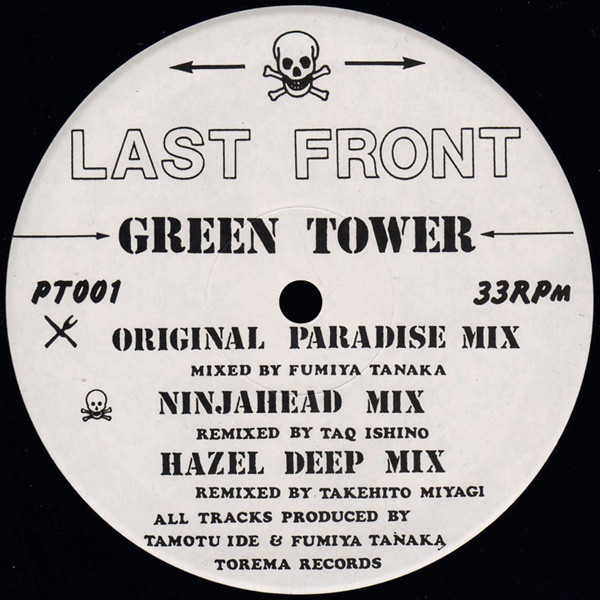 LAST FRONT
GREEN TOWER
PT001 33RPM
ORIGINAL PARADISE MIX
MIXED BY FUMIYA TANAKA
NINJAHEAD MIX
REMIXED BY TAQ ISHINO
HAZEL DEEP MIX
REMIXED BY TAKEHITO MIYAGI
ALL TRACKS PRODUCED BY
TAMOTU IDE & FUMIYA TANAKA
TOREMA RECORDS